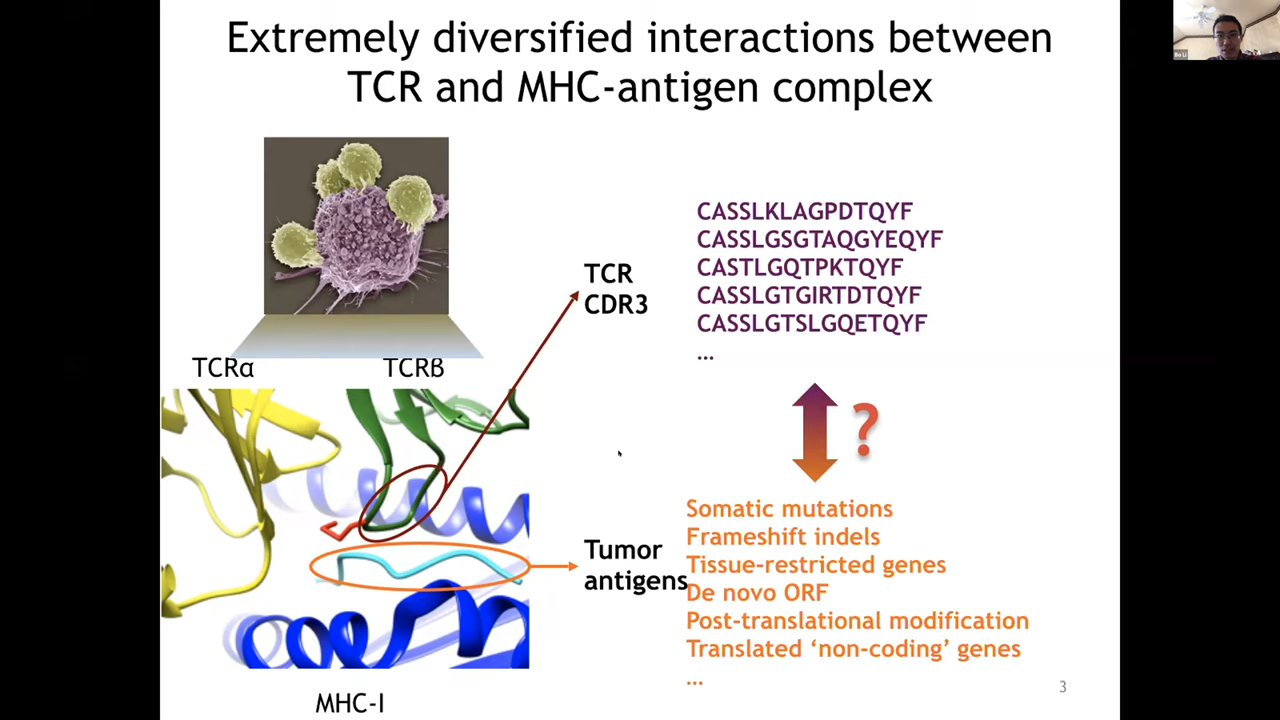 Extremely diversified interactions between
TCR and MHC-antigen complex
Bo Li
TCRα
TCRβ
TCR
CDR3
CASSLKLAGPDTQYF
CASSLGSGTAQGYEQYF
CASTLGQTPKTQYF
CASSLGTGIRTDTQYF
CASSLGTSLGQETQYF
...
?
Tumor
antigens
Somatic mutations
Frameshift indels
Tissue-restricted genes
De novo ORF
Post-translational modification
Translated ‘non-coding’ genes
...
MHC-I
3